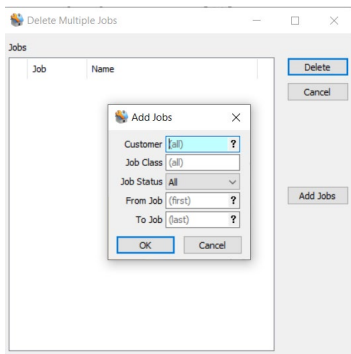 Delete Multiple Jobs
Jobs
Job Name
Delete
Cancel
Add Jobs
Customer (all) ?
Job Class (all)
Job Status All
From Job (first) ?
To Job (last) ?
OK Cancel
Add Jobs